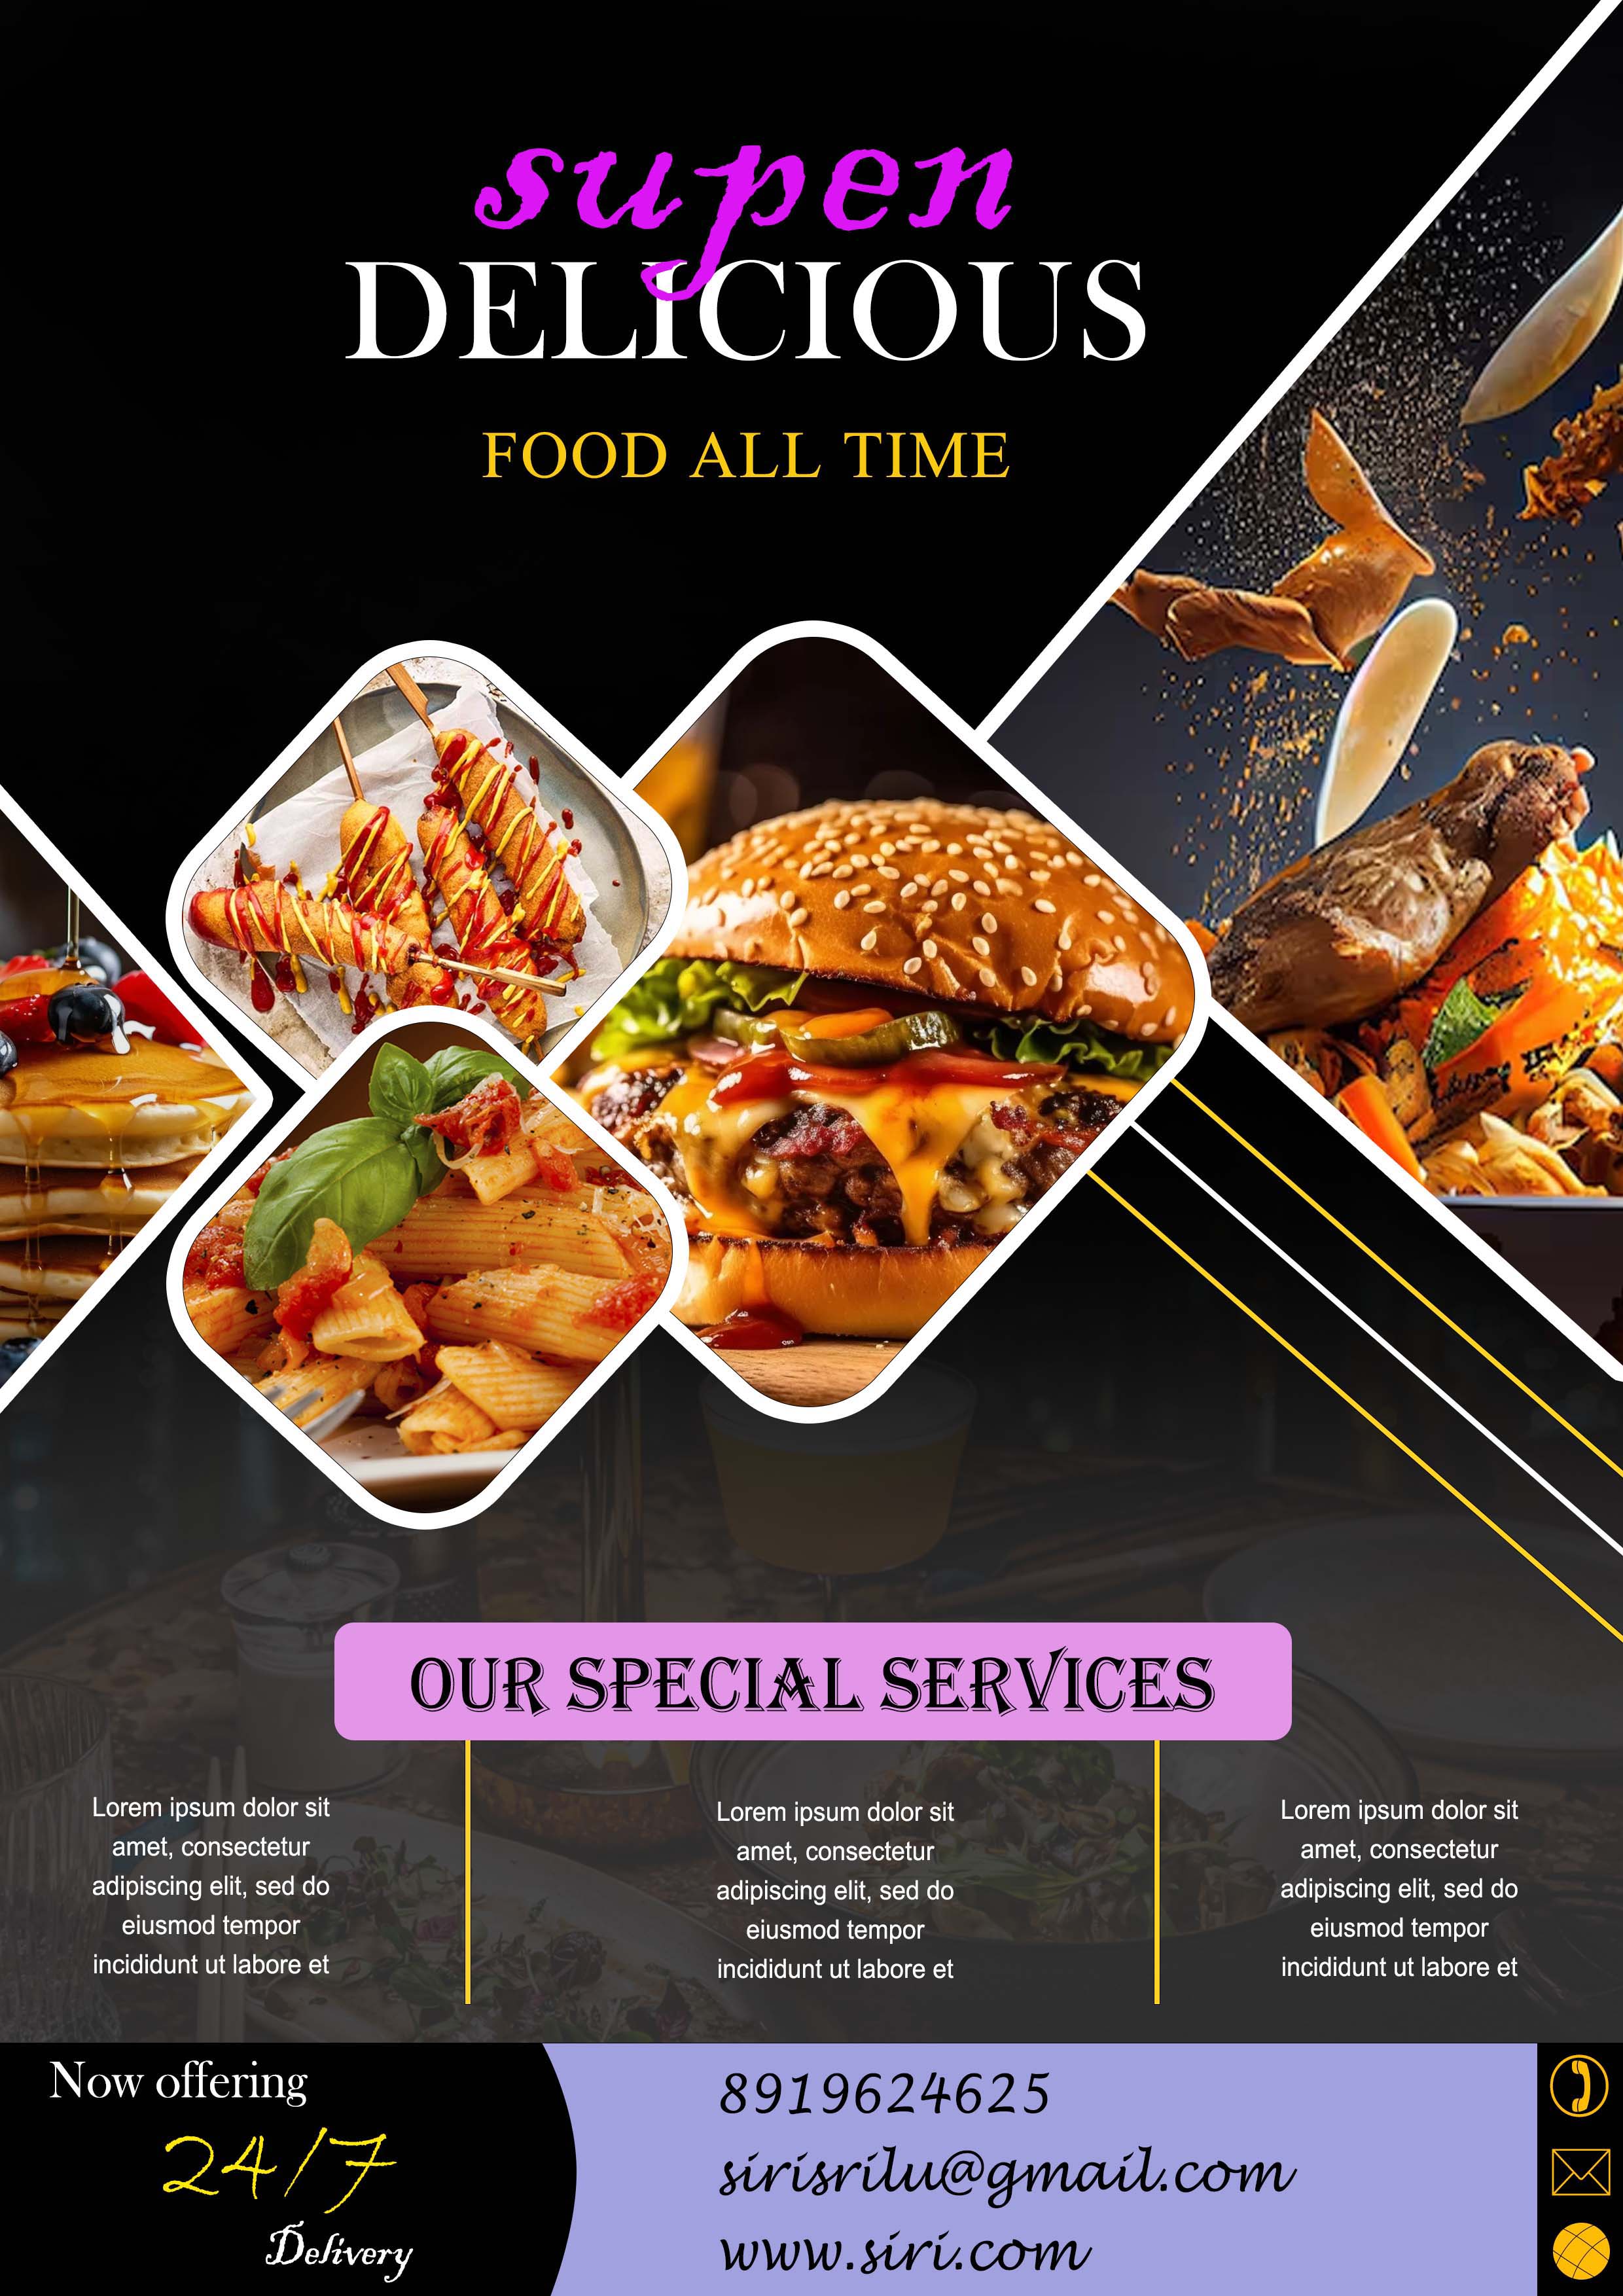 supen
DELICIOUS
FOOD ALL TIME
OUR SPECIAL SERVICES
Lorem ipsum dolor sit
amet, consectetur
adipiscing elit, sed do
eiusmod tempor
incididunt ut labore et
Lorem ipsum dolor sit
amet, consectetur
adipiscing elit, sed do
eiusmod tempor
incididunt ut labore et
Lorem ipsum dolor sit
amet, consectetur
adipiscing elit, sed do
eiusmod tempor
incididunt ut labore et
Now offering
24/7
Delivery
8919624625
sirisrilu@gmail.com
www.siri.com